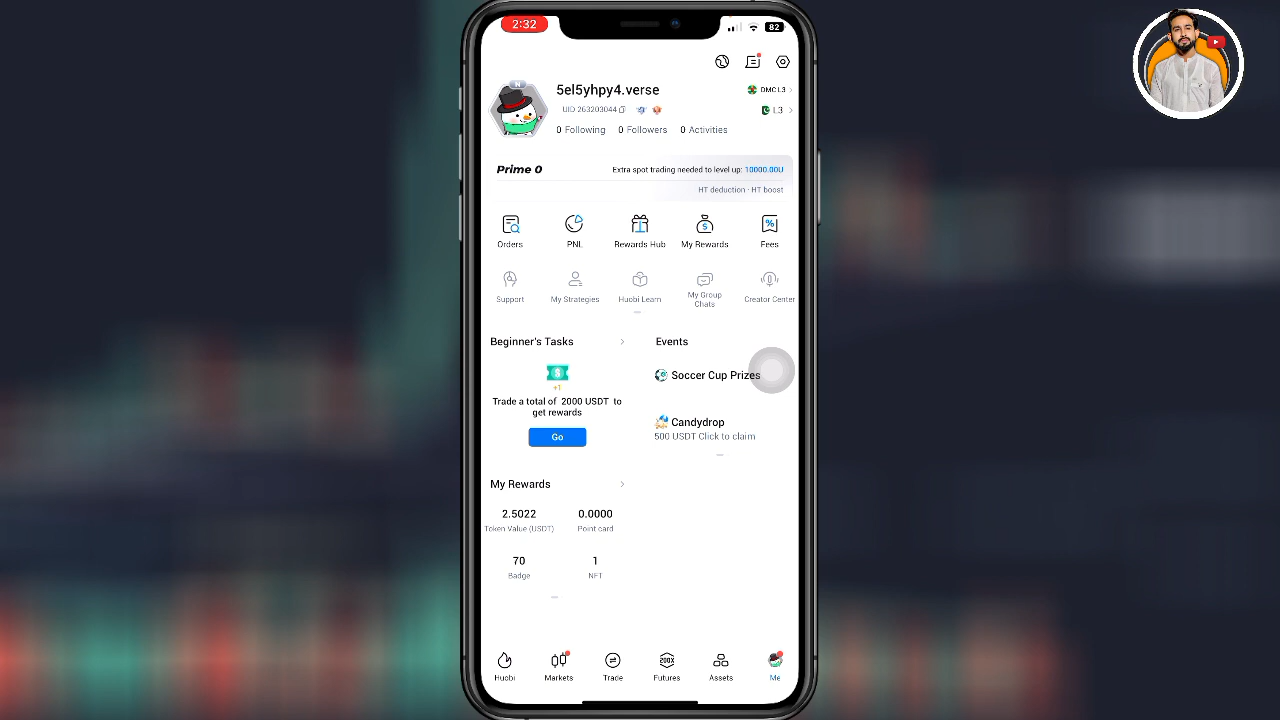 2:32
82
N
5el5yhpy4.verse
DMC L3
UID 263203044
L3
0 Following 0 Followers 0 Activities
Prime 0
Extra spot trading needed to level up: 10000.00U
HT deduction · HT boost
Orders PNL Rewards Hub My Rewards Fees
Support My Strategies Huobi Learn My Group Chats Creator Center
Beginner's Tasks
Events
+1
Soccer Cup Prizes
Trade a total of 2000 USDT to
get rewards
Go
Candydrop
500 USDT Click to claim
My Rewards
2.5022 0.0000
Token Value (USDT) Point card
70 1
Badge NFT
200X
Huobi Markets Trade Futures Assets Me